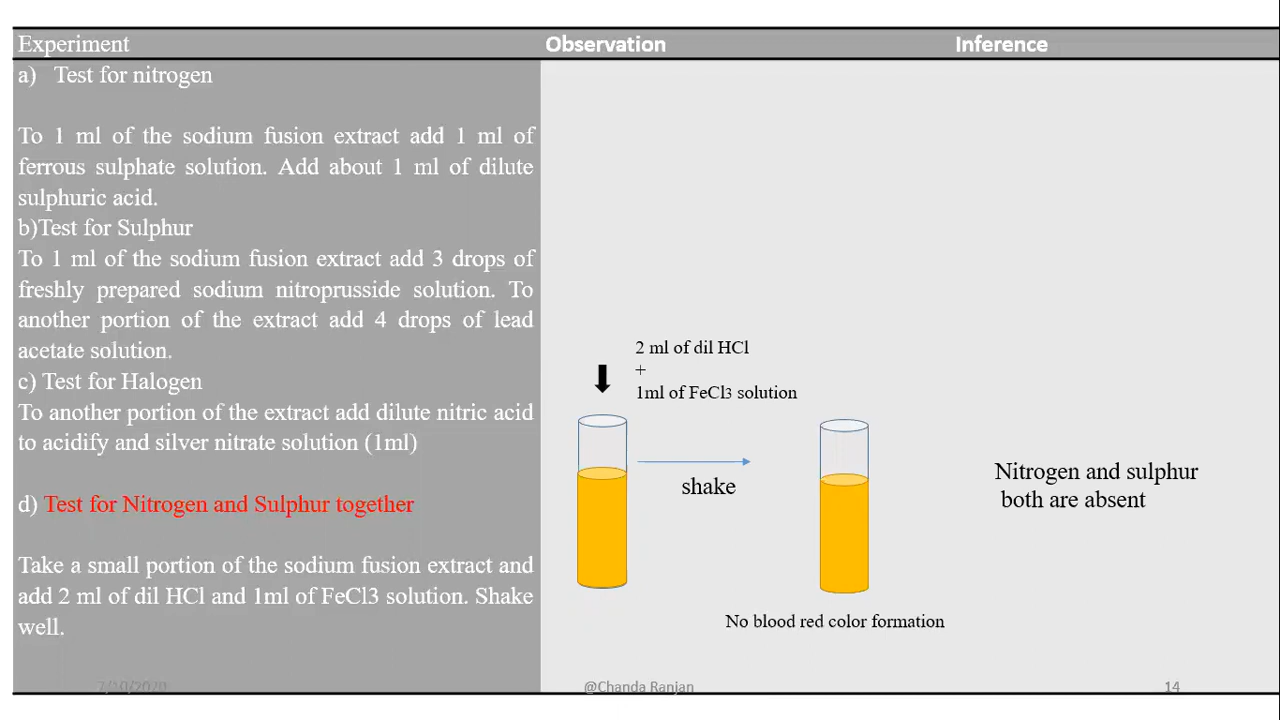 Experiment Observation Inference
a) Test for nitrogen
To 1 ml of the sodium fusion extract add 1 ml of
ferrous sulphate solution. Add about 1 ml of dilute
sulphuric acid.
b)Test for Sulphur
To 1 ml of the sodium fusion extract add 3 drops of
freshly prepared sodium nitroprusside solution. To
another portion of the extract add 4 drops of lead
acetate solution.
c) Test for Halogen
To another portion of the extract add dilute nitric acid
to acidify and silver nitrate solution (1ml)
d) Test for Nitrogen and Sulphur together
Take a small portion of the sodium fusion extract and
add 2 ml of dil HCl and 1ml of FeCl3 solution. Shake
well.
2 ml of dil HCl
+
1ml of FeCl3 solution
shake
No blood red color formation
Nitrogen and sulphur
both are absent
7/10/2020 @Chanda Ranjan 14